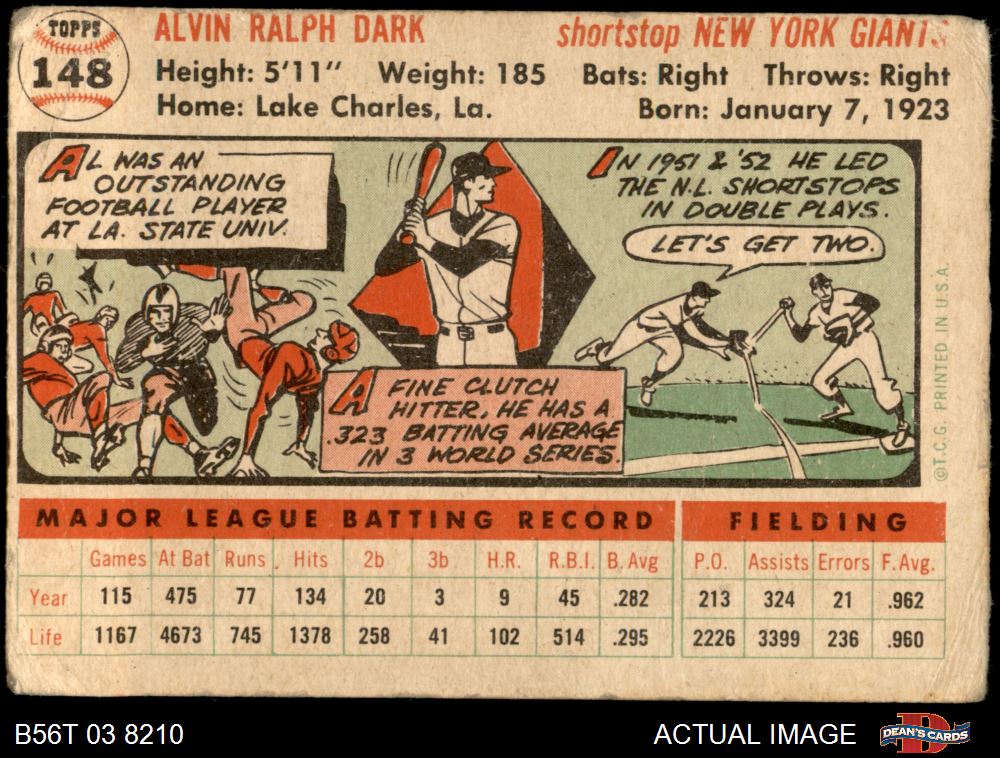 TOPPS
148
ALVIN RALPH DARK shortstop NEW YORK GIANTS
Height: 5'11" Weight: 185 Bats: Right Throws: Right
Home: Lake Charles, La. Born: January 7, 1923
AL WAS AN
OUTSTANDING
FOOTBALL PLAYER
AT LA. STATE UNIV.
IN 1951 & '52 HE LED
THE N.L. SHORTSTOPS
IN DOUBLE PLAYS.
LET'S GET TWO.
A FINE CLUTCH
HITTER, HE HAS A
.323 BATTING AVERAGE
IN 3 WORLD SERIES.
©T.C.G. PRINTED IN U.S.A.
MAJOR LEAGUE BATTING RECORD FIELDING
Games At Bat Runs Hits 2b 3b H.R. R.B.I. B. Avg P.O. Assists Errors F.Avg.
Year 115 475 77 134 20 3 9 45 .282 213 324 21 .962
Life 1167 4673 745 1378 258 41 102 514 .295 2226 3399 236 .960
B56T 03 8210 ACTUAL IMAGE DEAN'S CARDS